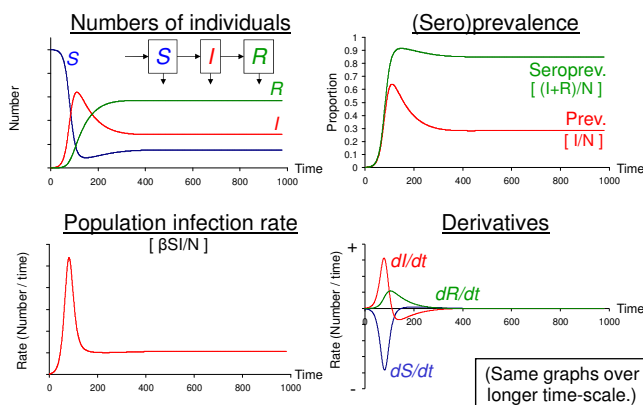 Numbers of individuals
S
S
I
R
R
I
Number
Time
0
200
400
600
800
1000
(Sero)prevalence
1
0.9
0.8
0.7
0.6
0.5
0.4
0.3
0.2
0.1
0
Proportion
Seroprev.
[ (I+R)/N ]
Prev.
[ I/N ]
Time
0
200
400
600
800
1000
Population infection rate
[ βSI/N ]
Rate (Number / time)
Time
0
200
400
600
800
1000
Derivatives
+
dI/dt
dR/dt
Time
0
200
400
600
800
1000
Rate (Number / time)
dS/dt
-
(Same graphs over
longer time-scale.)